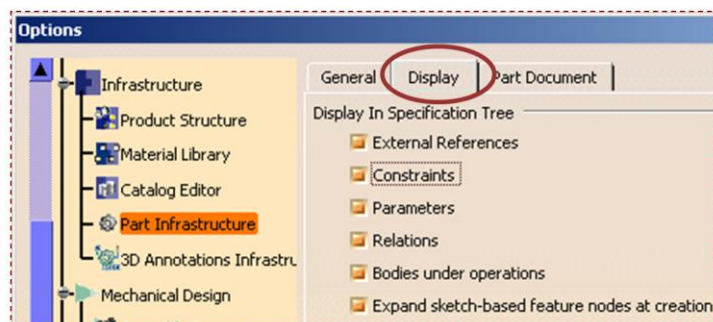 Options
Infrastructure
Product Structure
Material Library
Catalog Editor
Part Infrastructure
3D Annotations Infrastru
Mechanical Design
General Display Part Document
Display In Specification Tree
External References
Constraints
Parameters
Relations
Bodies under operations
Expand sketch-based feature nodes at creation